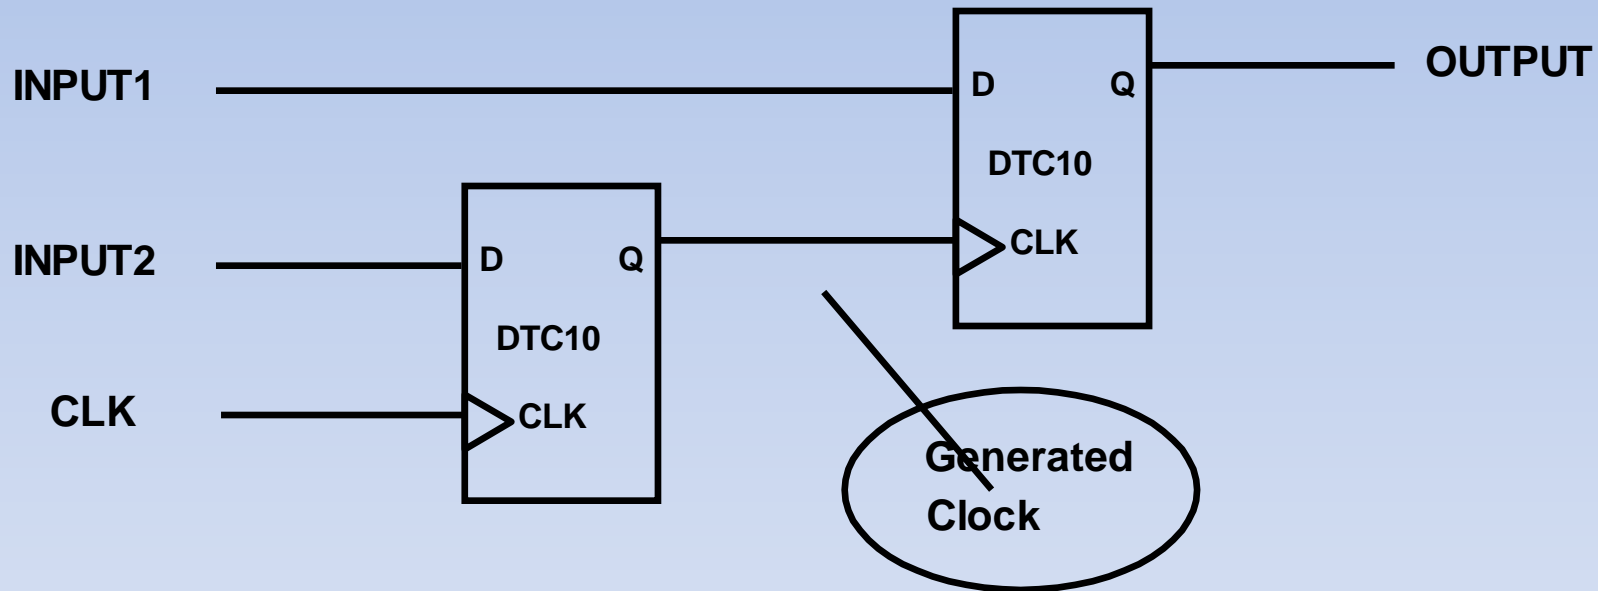 INPUT1
D
Q
OUTPUT
DTC10
CLK
INPUT2
D
Q
DTC10
CLK
CLK
Generated
Clock